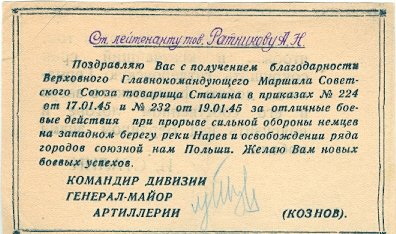 Ст. лейтенанту тов. Ратникову А. Н.
Поздравляю Вас с получением благодарности
Верховного Главнокомандующего Маршала Совет-
ского Союза товарища Сталина в приказах № 224
от 17.01.45 и № 232 от 19.01.45 за отличные бое-
вые действия при прорыве сильной обороны немцев
на западном берегу реки Нарев и освобождении ряда
городов союзной нам Польши. Желаю Вам новых
боевых успехов.
КОМАНДИР ДИВИЗИИ
ГЕНЕРАЛ-МАЙОР
АРТИЛЛЕРИИ (КОЗНОВ).